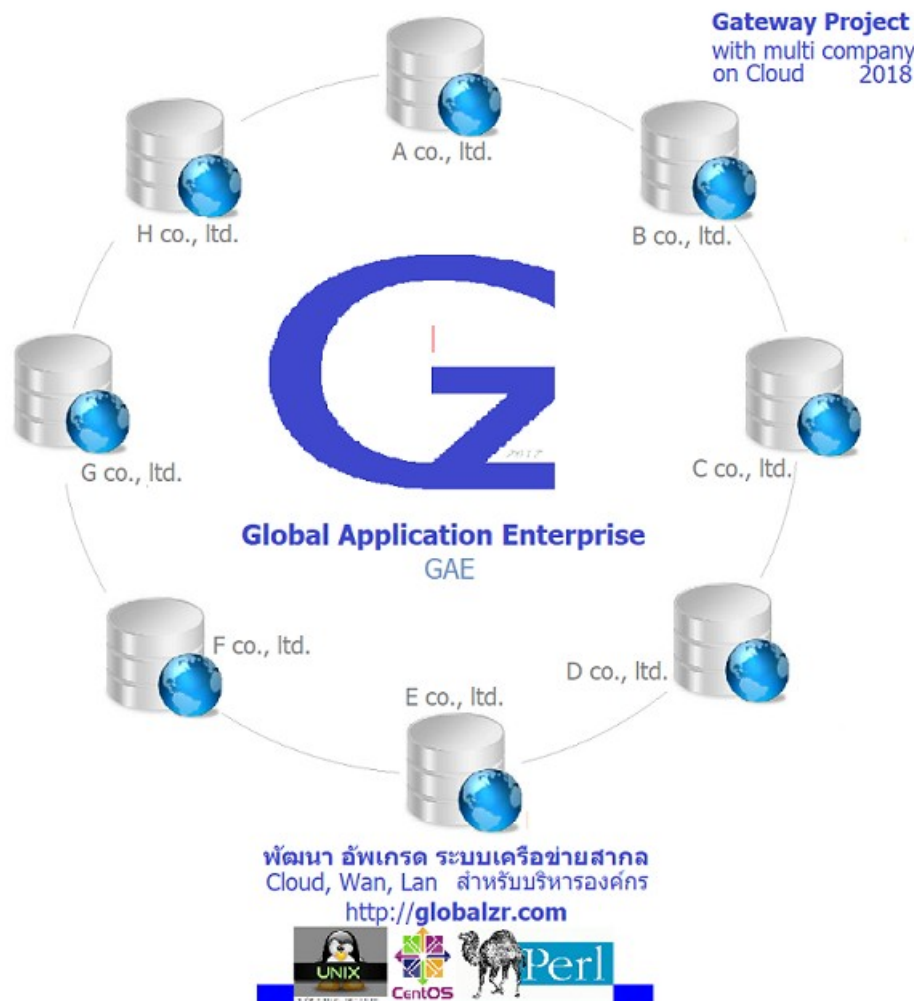 Gateway Project
with multi company
on Cloud 2018
A co., ltd.
H co., ltd.
B co., ltd.
Gz
2017
G co., ltd.
C co., ltd.
Global Application Enterprise
GAE
F co., ltd.
D co., ltd.
E co., ltd.
พัฒนา อัพเกรด ระบบเครือข่ายสากล
Cloud, Wan, Lan สำหรับบริหารองค์กร
http://globalzr.com
UNIX
CentOS
Perl